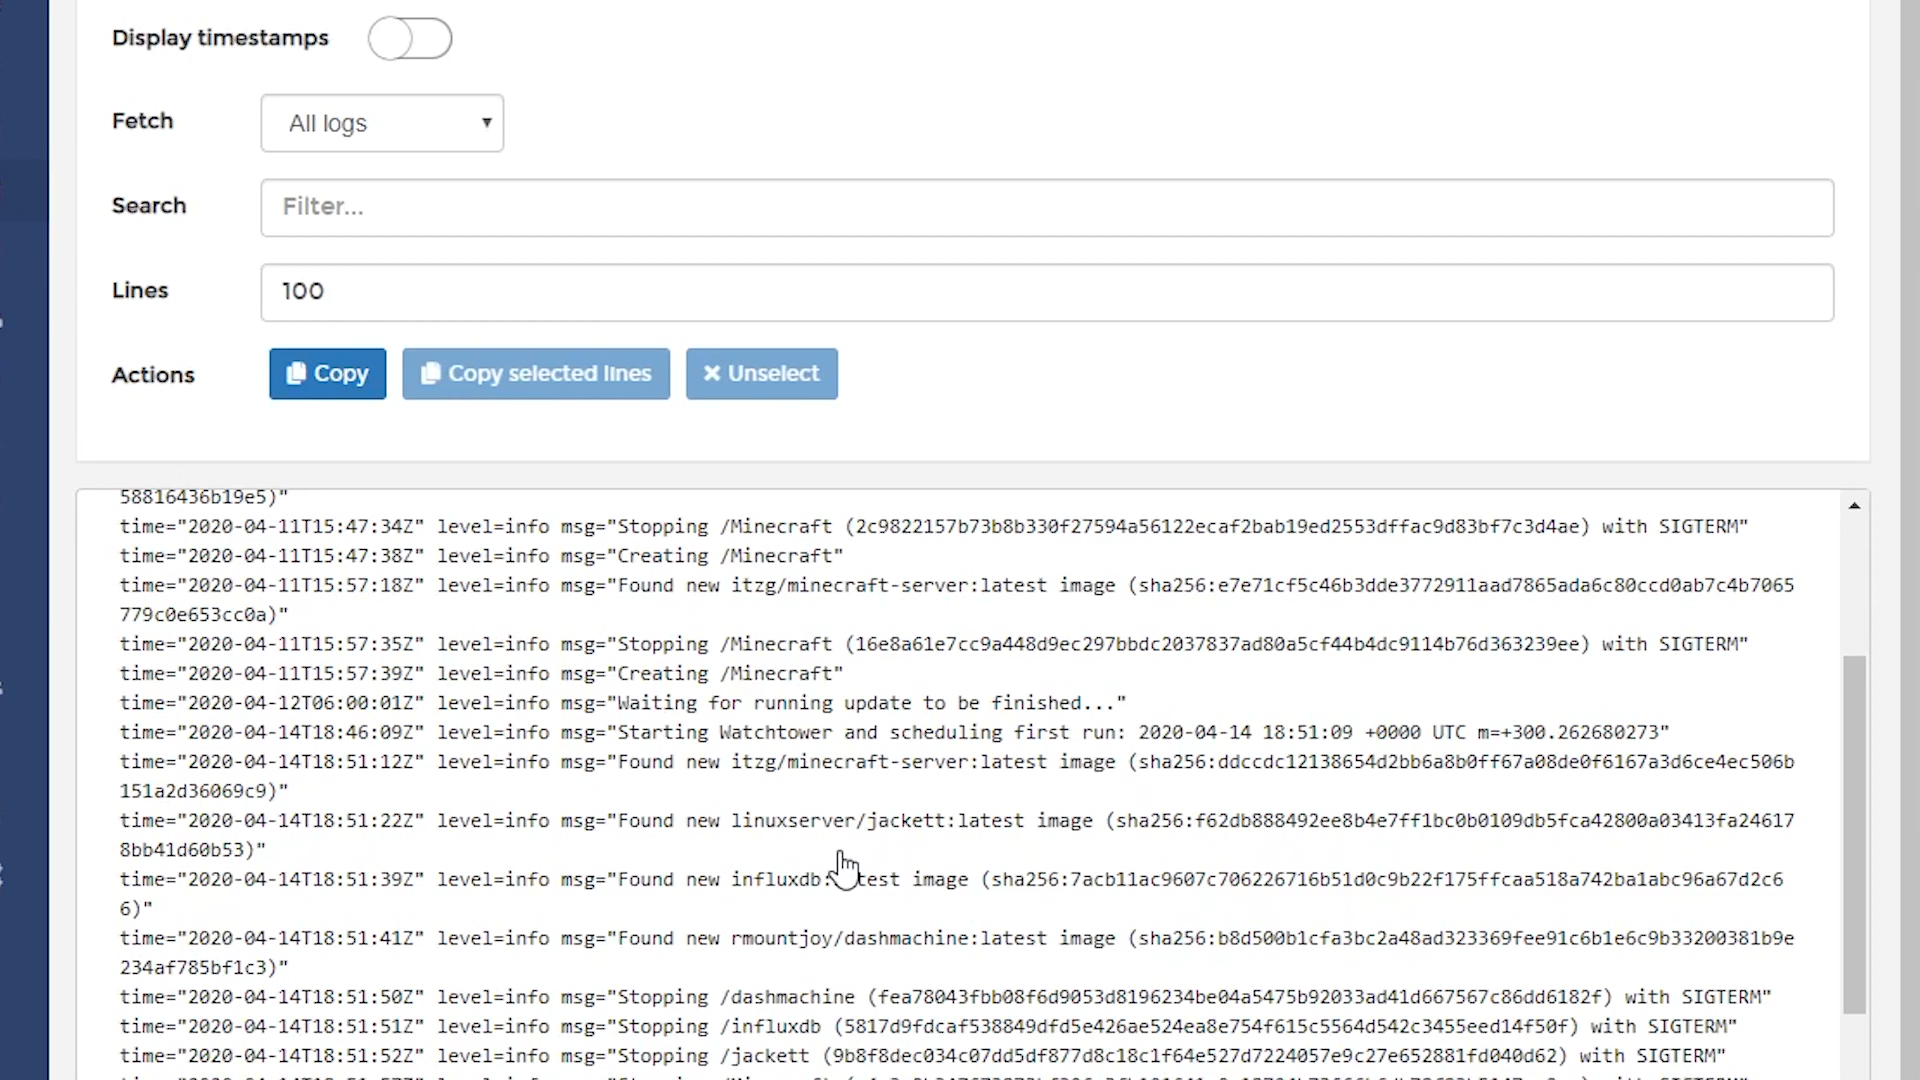 Display timestamps
Fetch
All logs
Search
Filter...
Lines
100
Actions
Copy
Copy selected lines
Unselect
58816436b19e5)"
time="2020-04-11T15:47:34Z" level=info msg="Stopping /Minecraft (2c9822157b73b8b330f27594a56122ecaf2bab19ed2553dffac9d83bf7c3d4ae) with SIGTERM"
time="2020-04-11T15:47:38Z" level=info msg="Creating /Minecraft"
time="2020-04-11T15:57:18Z" level=info msg="Found new itzg/minecraft-server:latest image (sha256:e7e71cf5c46b3dde3772911aad7865ada6c80ccd0ab7c4b7065
779c0e653cc0a)"
time="2020-04-11T15:57:35Z" level=info msg="Stopping /Minecraft (16e8a61e7cc9a448d9ec297bbdc2037837ad80a5cf44b4dc9114b76d363239ee) with SIGTERM"
time="2020-04-11T15:57:39Z" level=info msg="Creating /Minecraft"
time="2020-04-12T06:00:01Z" level=info msg="Waiting for running update to be finished..."
time="2020-04-14T18:46:09Z" level=info msg="Starting Watchtower and scheduling first run: 2020-04-14 18:51:09 +0000 UTC m=+300.262680273"
time="2020-04-14T18:51:12Z" level=info msg="Found new itzg/minecraft-server:latest image (sha256:ddccdc12138654d2bb6a8b0ff67a08de0f6167a3d6ce4ec506b
151a2d36069c9)"
time="2020-04-14T18:51:22Z" level=info msg="Found new linuxserver/jackett:latest image (sha256:f62db888492ee8b4e7ff1bc0b0109db5fca42800a03413fa24617
8bb41d60b53)"
time="2020-04-14T18:51:39Z" level=info msg="Found new image (sha256:7acb11ac9607c706226716b51d0c9b22f175ffcaa518a742ba1abc96a67d2c6
6)"
time="2020-04-14T18:51:41Z" level=info msg="Found new rmountjoy/dashmachine:latest image (sha256:b8d500b1cfa3bc2a48ad323369fee91c6b1e6c9b33200381b9e
234af785bf1c3)"
time="2020-04-14T18:51:50Z" level=info msg="Stopping /dashmachine (fea78043fbb08f6d9053d8196234be04a5475b92033ad41d667567c86dd6182f) with SIGTERM"
time="2020-04-14T18:51:51Z" level=info msg="Stopping /influxdb (5817d9fdcaf538849dfd5e426ae524ea8e754f615c5564d542c3455eed14f50f) with SIGTERM"
time="2020-04-14T18:51:52Z" level=info msg="Stopping /jackett (9b8f8dec034c07dd5df877d8c18c1f64e527d7224057e9c27e652881fd040d62) with SIGTERM"